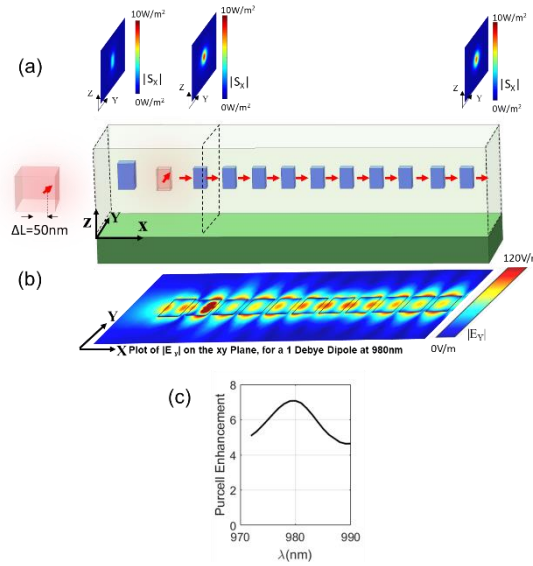 10W/m²
|Sₓ|
0W/m²
Z
Y
10W/m²
|Sₓ|
0W/m²
Z
Y
10W/m²
|Sₓ|
0W/m²
Z
Y
(a)
ΔL=50nm
Z
Y
X
(b)
120V/m
|E_Y|
0V/m
Y
X
Plot of |E_Y| on the xy Plane, for a 1 Debye Dipole at 980nm
(c)
Purcell Enhancement
8
6
4
2
0
970 980 990
λ(nm)